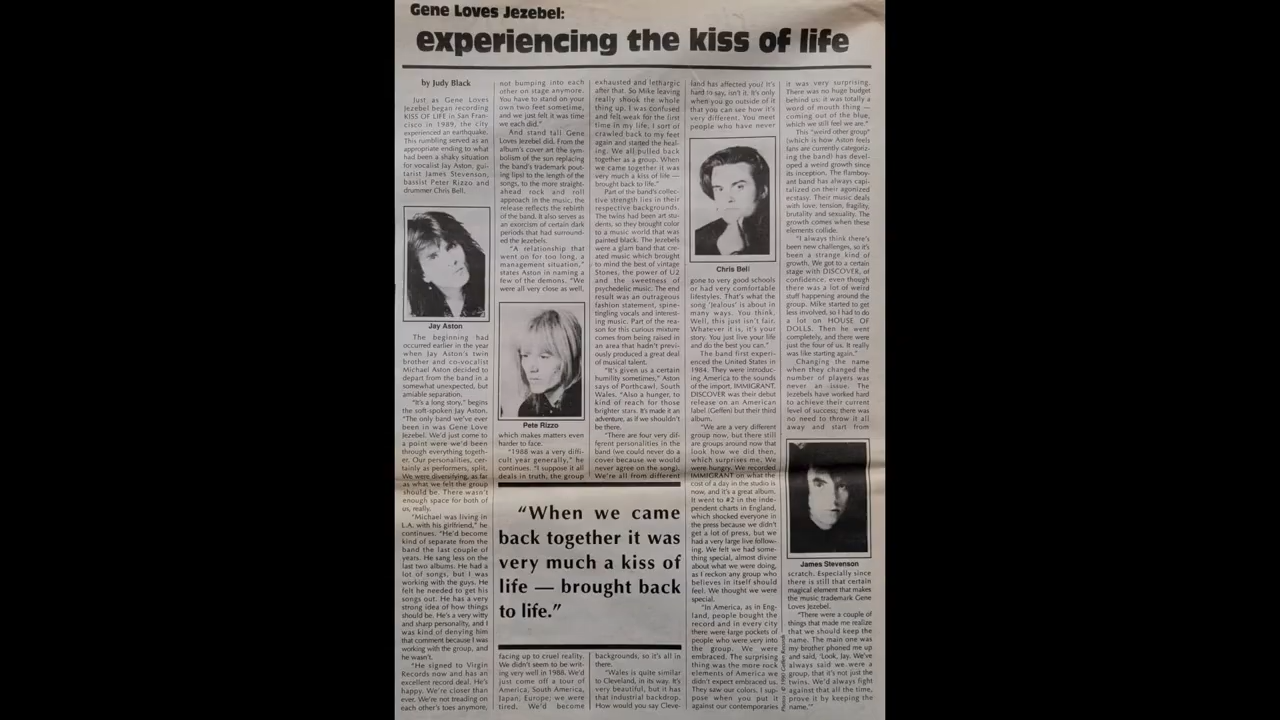 Gene Loves Jezebel:
experiencing the kiss of life
by Judy Black
Just as Gene Loves
Jezebel began recording
KISS OF LIFE in San Fran-
cisco in 1989, the city
experienced an earthquake.
This rumbling served as an
appropriate ending to what
had been a shaky situation
for vocalist Jay Aston, gui-
tarist James Stevenson,
bassist Peter Rizzo and
drummer Chris Bell.
Jay Aston
The beginning had
occurred earlier in the year
when Jay Aston's twin
brother and co-vocalist
Michael Aston decided to
depart from the band in a
somewhat unexpected, but
amiable separation.
"It's a long story," begins
the soft-spoken Jay Aston.
"The only band we've ever
been in was Gene Love
Jezebel. We'd just come to
a point were we'd been
through everything togeth-
er. Our personalities, cer-
tainly as performers, split.
We were diversifying, as far
as what we felt the group
should be. There wasn't
enough space for both of
us, really.
"Michael was living in
L.A. with his girlfriend," he
continues. "He'd become
kind of separate from the
band the last couple of
years. He sang less on the
last two albums. He had a
lot of songs, but I was
working with the guys. He
felt he needed to get his
songs out. He has a very
strong idea of how things
should be. He's a very witty
and sharp personality, and I
was kind of denying him
that comment because I was
working with the group, and
he wasn't.
"He signed to Virgin
Records now and has an
excellent record deal. He's
happy. We're closer than
ever. We're not treading on
each other's toes anymore,
not bumping into each
other on stage anymore.
You have to stand on your
own two feet sometime,
and we just felt it was time
we each did."
And stand tall Gene
Loves Jezebel did. From the
album's cover art (the sym-
bolism of the son replacing
the band's trademark pout-
ing lips) to the length of the
songs, to the more straight-
ahead rock and roll
approach in the music, the
release reflects the rebirth
of the band. It also serves as
an exorcism of certain dark
periods that had surround-
ed the Jezebels.
"A relationship that
went on for too long, a
management situation,"
states Aston in naming a
few of the demons. "We
were all very close as well,
Pete Rizzo
which makes matters even
harder to face.
"1988 was a very diffi-
cult year generally," he
continues. "I suppose it all
deals in truth, the group
"When we came
back together it was
very much a kiss of
life — brought back
to life."
facing up to cruel reality.
We didn't seem to be writ-
ing very well in 1988. We'd
just come off a tour of
America, South America,
Japan, Europe; we were
tired. We'd become
exhausted and lethargic
after that. So Mike leaving
really shook the whole
thing up. I was confused
and felt weak for the first
time in my life. I sort of
crawled back to my feet
again and started the heal-
ing. We all pulled back
together as a group. When
we came together it was
very much a kiss of life —
brought back to life."
Part of the band's collec-
tive strength lies in their
respective backgrounds.
The twins had been art stu-
dents, so they brought color
to a music world that was
painted black. The Jezebels
were a glam band that cre-
ated music which brought
to mind the best of vintage
Stones, the power of U2
and the sweetness of
psychedelic music. The end
result was an outrageous
fashion statement, spine-
tingling vocals and interest-
ing music. Part of the rea-
son for this curious mixture
comes from being raised in
an area that hadn't previ-
ously produced a great deal
of musical talent.
"It's given us a certain
humility sometimes," Aston
says of Porthcawl, South
Wales. "Also a hunger, to
kind of reach for those
brighter stars. It's made it an
adventure, as if we shouldn't
be there.
"There are four very dif-
ferent personalities in the
band (we could never do a
cover because we would
never agree on the song).
We're all from different
backgrounds, so it's all in
there.
"Wales is quite similar
to Cleveland, in its way. It's
very beautiful, but it has
that industrial backdrop.
How would you say Cleve-
land has affected you? It's
hard to say, isn't it. It's only
when you go outside of it
that you can see how it's
very different. You meet
people who have never
Chris Bell
gone to very good schools
or had very comfortable
lifestyles. That's what the
song 'Jealous' is about in
many ways. You think,
Well, this just isn't fair.
Whatever it is, it's your
story. You just live your life
and do the best you can."
The band first experi-
enced the United States in
1984. They were introduc-
ing America to the sounds
of the import, IMMIGRANT.
DISCOVER was their debut
release on an American
label (Geffen) but their third
album.
"We are a very different
group now, but there still
are groups around now that
look how we did then,
which surprises me. We
were hungry. We recorded
IMMIGRANT on what the
cost of a day in the studio is
now, and it's a great album.
It went to #2 in the inde-
pendent charts in England,
which shocked everyone in
the press because we didn't
get a lot of press, but we
had a very large live follow-
ing. We felt we had some-
thing special, almost divine
about what we were doing,
as I reckon any group who
believes in itself should
feel. We thought we were
special.
"In America, as in Eng-
land, people bought the
record and in every city
there were large pockets of
people who were very into
the group. We were
embraced. The surprising
thing was the more rock
elements of America we
didn't expect embraced us.
They saw our colors. I sup-
pose when you put it
against our contemporaries
it was very surprising.
There was no huge budget
behind us; it was totally a
word of mouth thing —
coming out of the blue,
which we still feel we are."
This "weird other group"
(which is how Aston feels
fans are currently categoriz-
ing the band) has devel-
oped a weird growth since
its inception. The flamboy-
ant band has always capi-
talized on their agonized
ecstasy. Their music deals
with love, tension, fragility,
brutality and sexuality. The
growth comes when these
elements collide.
"I always think there's
been new challenges, so it's
been a strange kind of
growth. We got to a certain
stage with DISCOVER, of
confidence, even though
there was a lot of weird
stuff happening around the
group. Mike started to get
less involved, so I had to do
a lot on HOUSE OF
DOLLS. Then he went
completely, and there were
just the four of us. It really
was like starting again."
Changing the name
when they changed the
number of players was
never an issue. The
Jezebels have worked hard
to achieve their current
level of success; there was
no need to throw it all
away and start from
James Stevenson
scratch. Especially since
there is still that certain
magical element that makes
the music trademark Gene
Loves Jezebel.
"There were a couple of
things that made me realize
that we should keep the
name. The main one was
my brother phoned me up
and said, 'Look, Jay. We've
always said we were a
group, that it's not just the
twins. We'd always fight
against that all the time,
prove it by keeping the
name.'"